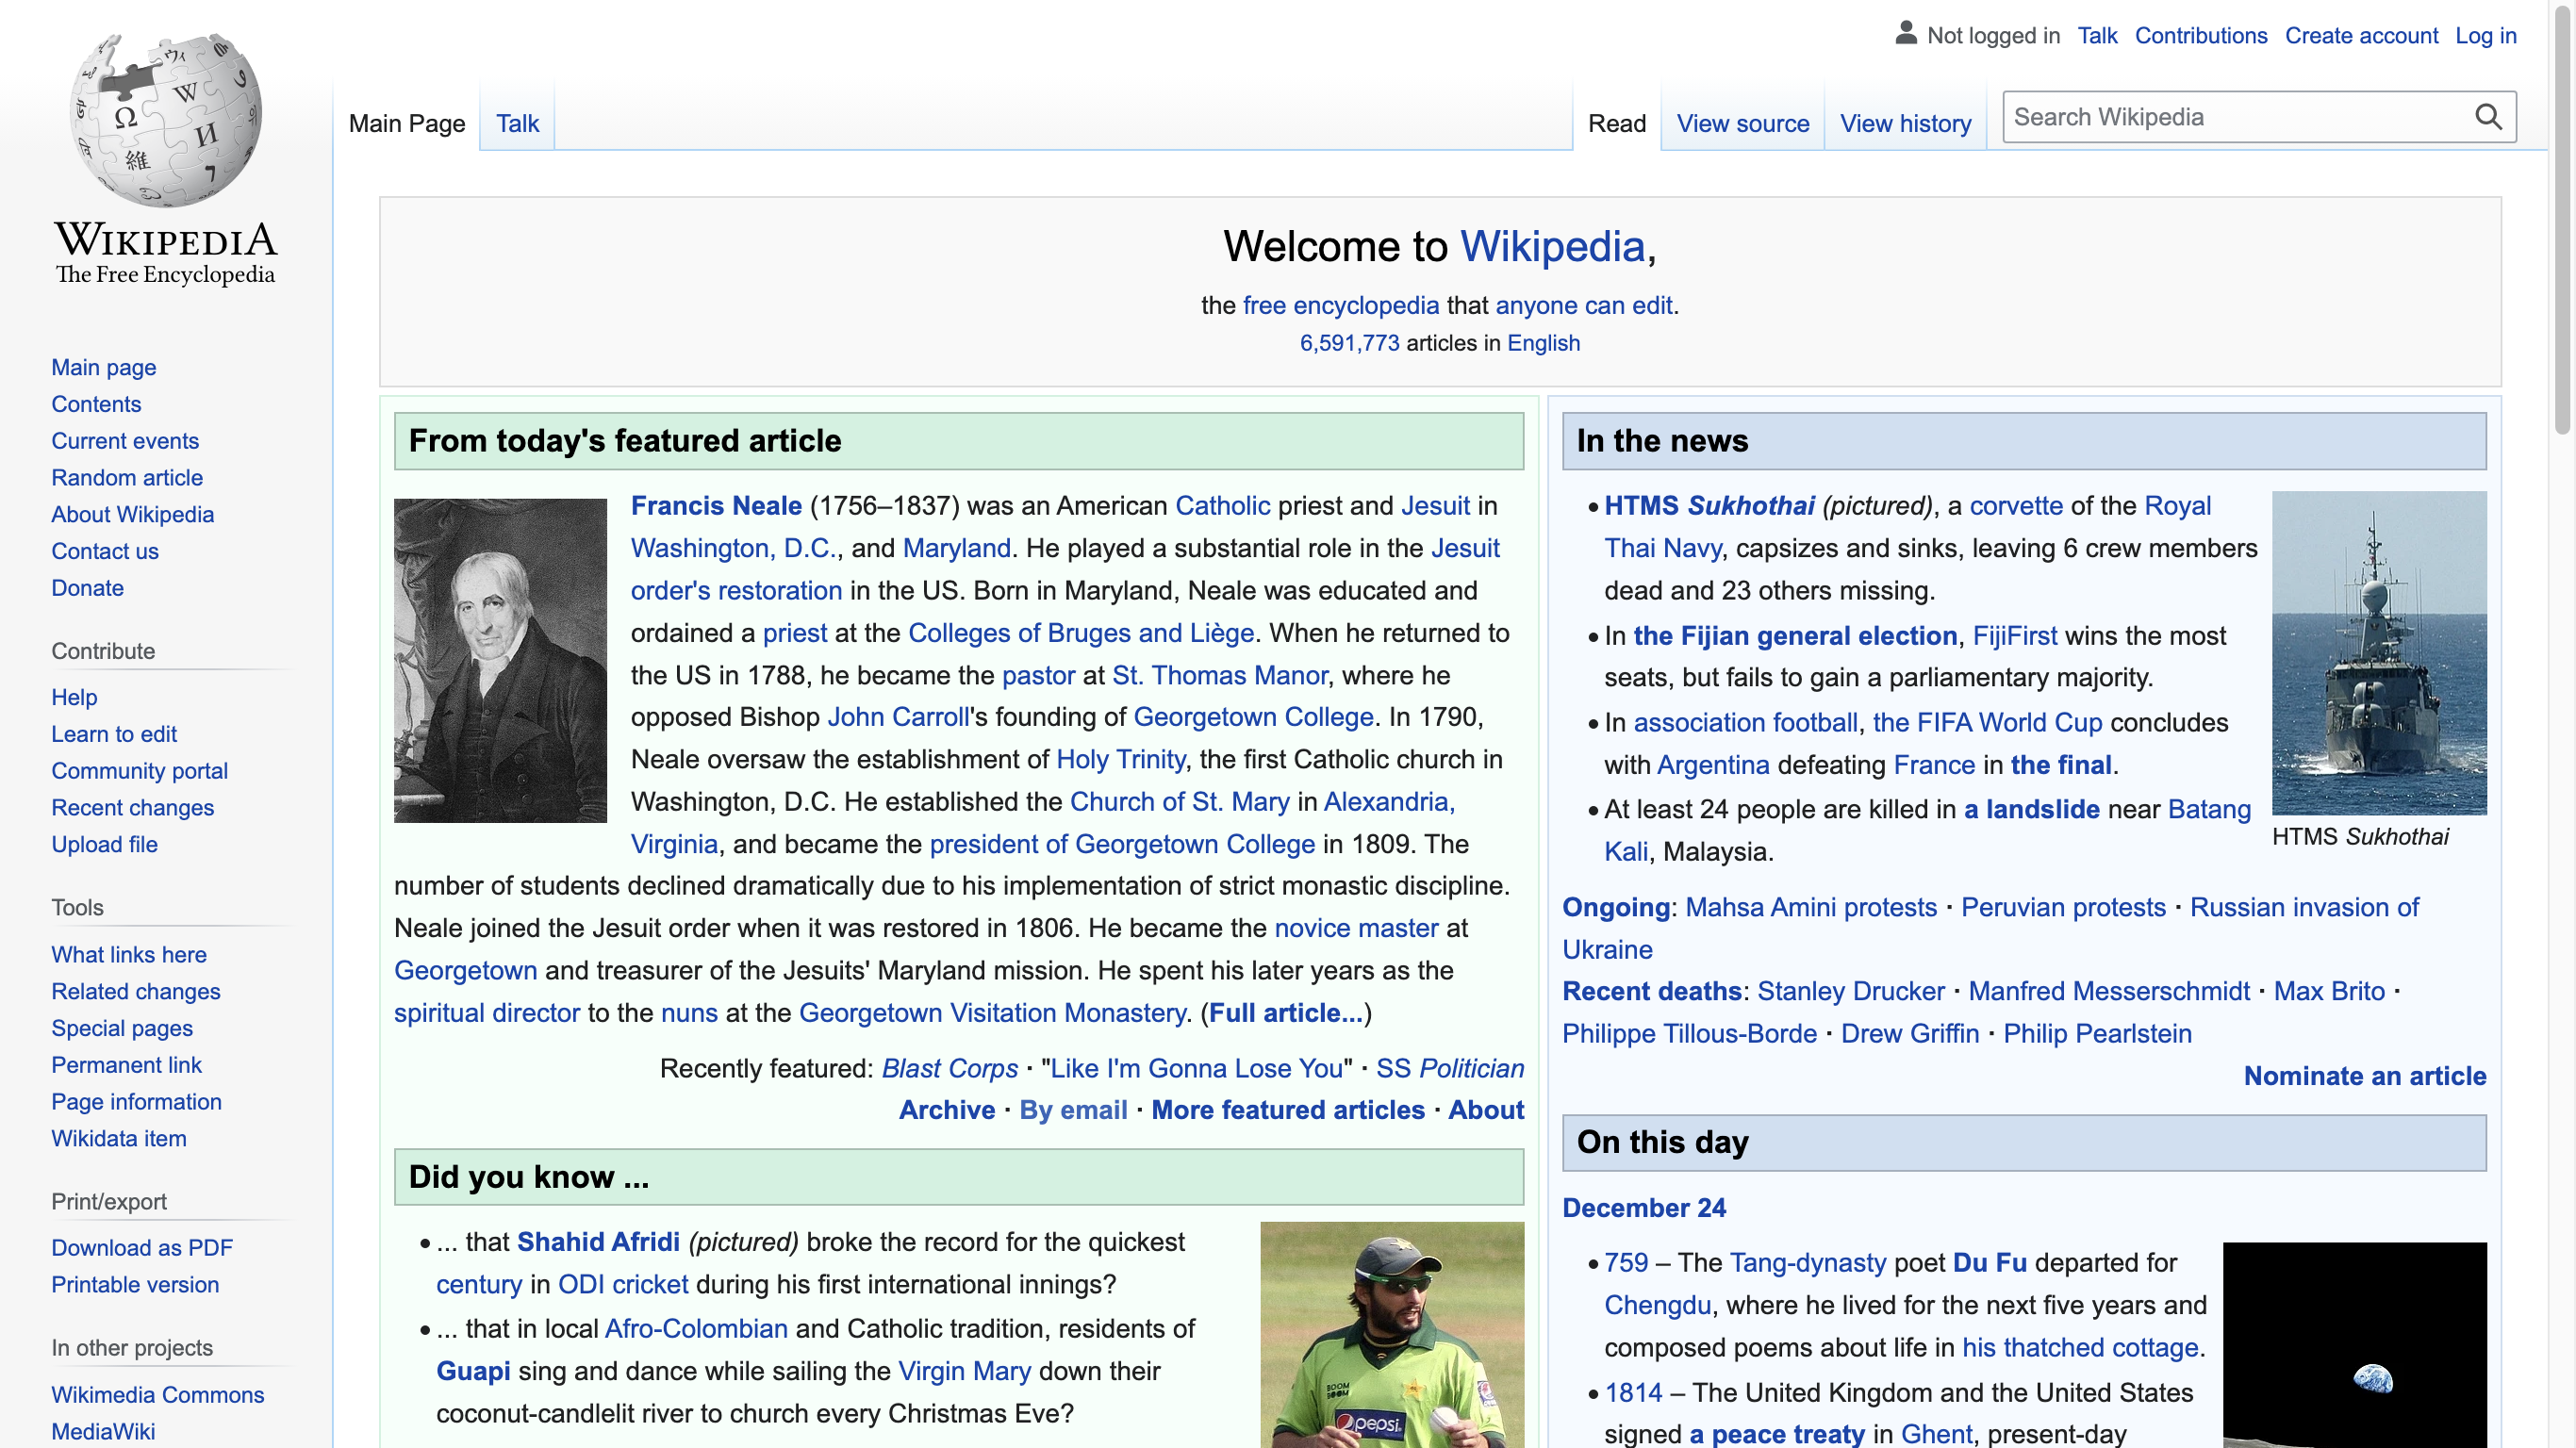 Not logged in Talk Contributions Create account Log in
Main Page Talk Read View source View history Search Wikipedia
WIKIPEDIA
The Free Encyclopedia
Main page
Contents
Current events
Random article
About Wikipedia
Contact us
Donate
Contribute
Help
Learn to edit
Community portal
Recent changes
Upload file
Tools
What links here
Related changes
Special pages
Permanent link
Page information
Wikidata item
Print/export
Download as PDF
Printable version
In other projects
Wikimedia Commons
MediaWiki
Welcome to Wikipedia,
the free encyclopedia that anyone can edit.
6,591,773 articles in English
From today's featured article
Francis Neale (1756–1837) was an American Catholic priest and Jesuit in
Washington, D.C., and Maryland. He played a substantial role in the Jesuit
order's restoration in the US. Born in Maryland, Neale was educated and
ordained a priest at the Colleges of Bruges and Liège. When he returned to
the US in 1788, he became the pastor at St. Thomas Manor, where he
opposed Bishop John Carroll's founding of Georgetown College. In 1790,
Neale oversaw the establishment of Holy Trinity, the first Catholic church in
Washington, D.C. He established the Church of St. Mary in Alexandria,
Virginia, and became the president of Georgetown College in 1809. The
number of students declined dramatically due to his implementation of strict monastic discipline.
Neale joined the Jesuit order when it was restored in 1806. He became the novice master at
Georgetown and treasurer of the Jesuits' Maryland mission. He spent his later years as the
spiritual director to the nuns at the Georgetown Visitation Monastery. (Full article...)
Recently featured: Blast Corps · "Like I'm Gonna Lose You" · SS Politician
Archive · By email · More featured articles · About
Did you know ...
• ... that Shahid Afridi (pictured) broke the record for the quickest
century in ODI cricket during his first international innings?
• ... that in local Afro-Colombian and Catholic tradition, residents of
Guapi sing and dance while sailing the Virgin Mary down their
coconut-candlelit river to church every Christmas Eve?
BOOM
BOOM
pepsi
In the news
• HTMS Sukhothai (pictured), a corvette of the Royal
Thai Navy, capsizes and sinks, leaving 6 crew members
dead and 23 others missing.
• In the Fijian general election, FijiFirst wins the most
seats, but fails to gain a parliamentary majority.
• In association football, the FIFA World Cup concludes
with Argentina defeating France in the final.
• At least 24 people are killed in a landslide near Batang
Kali, Malaysia.
HTMS Sukhothai
Ongoing: Mahsa Amini protests · Peruvian protests · Russian invasion of
Ukraine
Recent deaths: Stanley Drucker · Manfred Messerschmidt · Max Brito ·
Philippe Tillous-Borde · Drew Griffin · Philip Pearlstein
Nominate an article
On this day
December 24
• 759 – The Tang-dynasty poet Du Fu departed for
Chengdu, where he lived for the next five years and
composed poems about life in his thatched cottage.
• 1814 – The United Kingdom and the United States
signed a peace treaty in Ghent, present-day